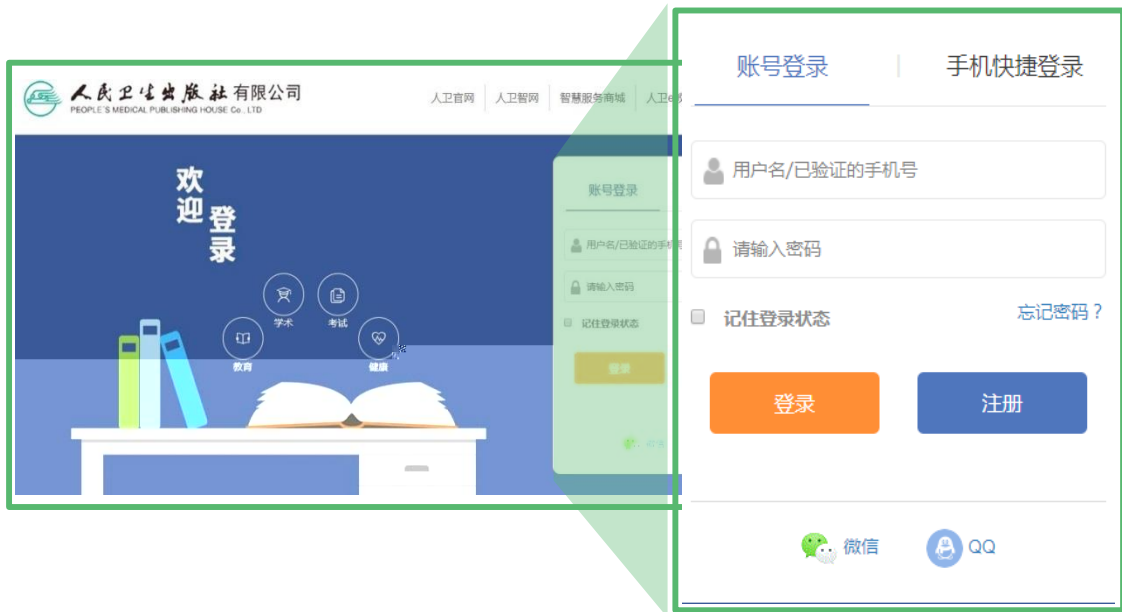 人民卫生出版社有限公司
PEOPLE'S MEDICAL PUBLISHING HOUSE Co., LTD
人卫官网 人卫智网 智慧服务商城
欢迎
登录
学术
考试
教育
健康
账号登录
用户名/已验证的手机号
请输入密码
记住登录状态
登录
账号登录 手机快捷登录
用户名/已验证的手机号
请输入密码
记住登录状态 忘记密码？
登录 注册
微信 QQ